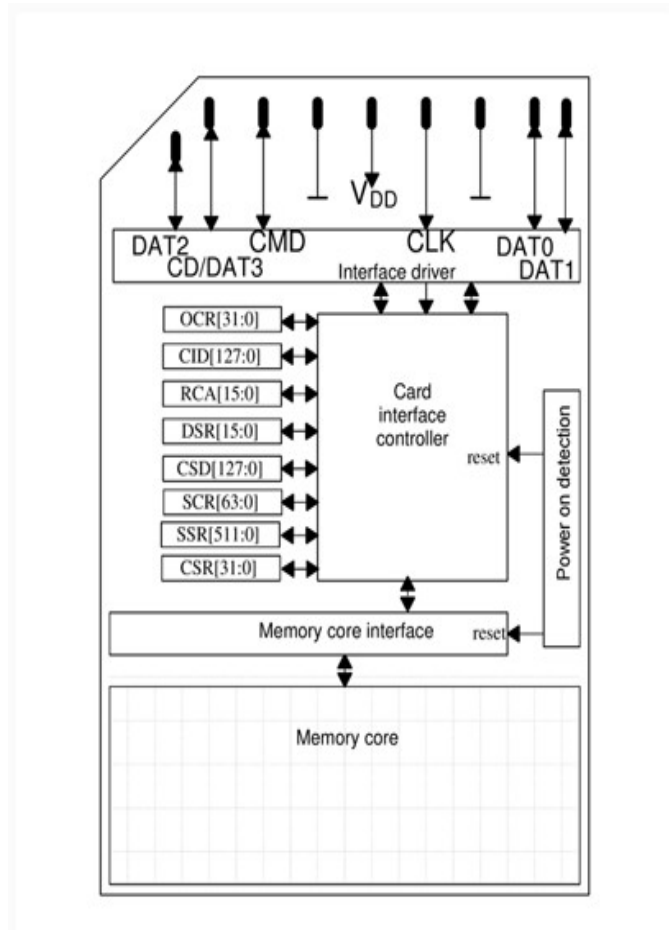 VDD
DAT2 CMD CLK DAT0
CD/DAT3 Interface driver DAT1
OCR[31:0]
CID[127:0]
RCA[15:0]
DSR[15:0]
CSD[127:0]
SCR[63:0]
SSR[511:0]
CSR[31:0]
Card
interface
controller
reset
Power on detection
Memory core interface reset
Memory core